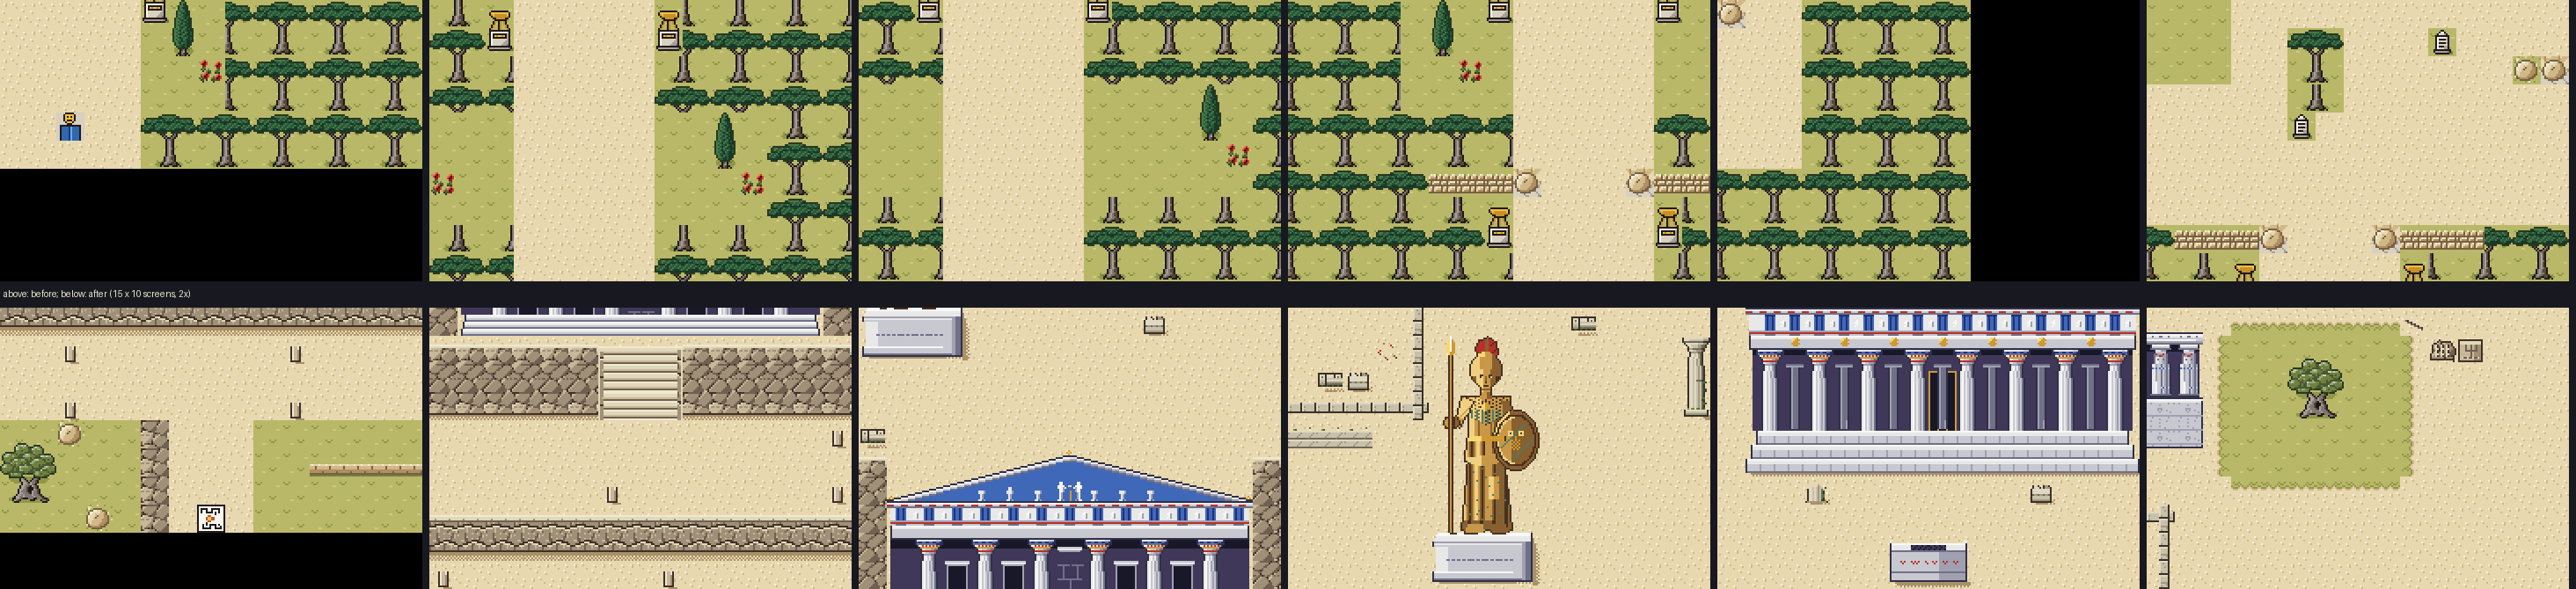 above: before; below: after (15 x 10 screens, 2x)